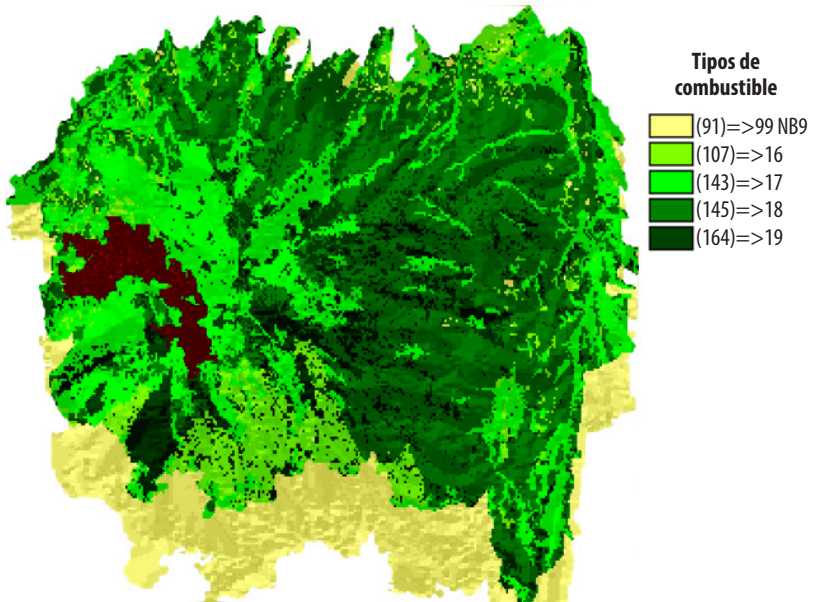 Tipos de
combustible
(91)=>99 NB9
(107)=>16
(143)=>17
(145)=>18
(164)=>19